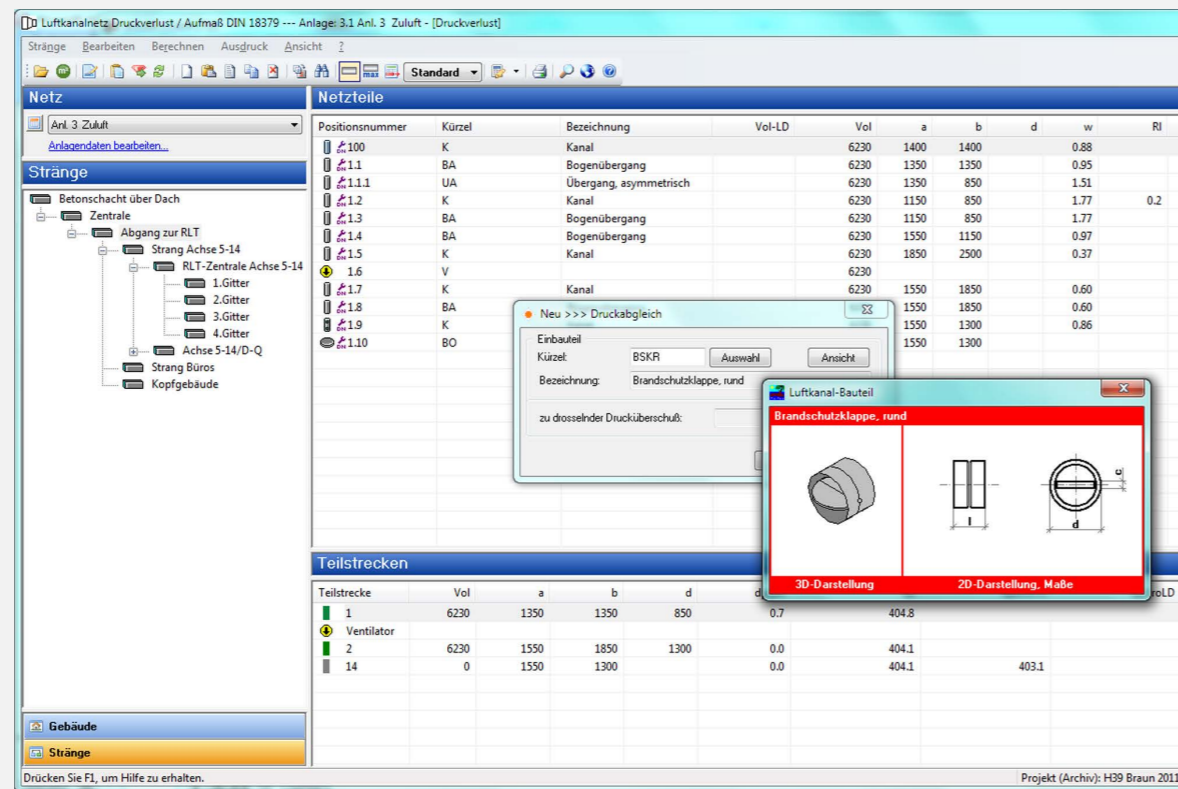 Luftkanalnetz Druckverlust / Aufmaß DIN 18379 --- Anlage: 3.1 Anl. 3 Zuluft - [Druckverlust]
Stränge Bearbeiten Berechnen Ausdruck Ansicht ?
max Standard
Netz
Anl. 3 Zuluft
Anlagendaten bearbeiten...
Stränge
Betonschacht über Dach
Zentrale
Abgang zur RLT
Strang Achse 5-14
RLT-Zentrale Achse 5-14
1.Gitter
2.Gitter
3.Gitter
4.Gitter
Achse 5-14/D-Q
Strang Büros
Kopfgebäude
Gebäude
Stränge
Netzteile
Positionsnummer Kürzel Bezeichnung Vol-LD Vol a b d w RI
100 K Kanal 6230 1400 1400 0.88
1.1 BA Bogenübergang 6230 1350 1350 0.95
1.1.1 UA Übergang, asymmetrisch 6230 1350 850 1.51
1.2 K Kanal 6230 1150 850 1.77 0.2
1.3 BA Bogenübergang 6230 1150 850 1.77
1.4 BA Bogenübergang 6230 1550 1150 0.97
1.5 K Kanal 6230 1850 2500 0.37
1.6 V 6230
1.7 K Kanal 6230 1550 1850 0.60
1.8 BA 1550 1850 0.60
1.9 K 1550 1300 0.86
1.10 BO 1550 1300
Neu >>> Druckabgleich
Einbauteil
Kürzel: BSKR Auswahl Ansicht
Bezeichnung: Brandschutzklappe, rund
zu drosselnder Drucküberschuß:
Luftkanal-Bauteil
Brandschutzklappe, rund
l
d
c
3D-Darstellung 2D-Darstellung, Maße
Teilstrecken
Teilstrecke Vol a b d d roLD
1 6230 1350 1350 850 0.7 404.8
Ventilator
2 6230 1550 1850 1300 0.0 404.1
14 0 1550 1300 0.0 404.1 403.1
Drücken Sie F1, um Hilfe zu erhalten.
Projekt (Archiv): H39 Braun 2011